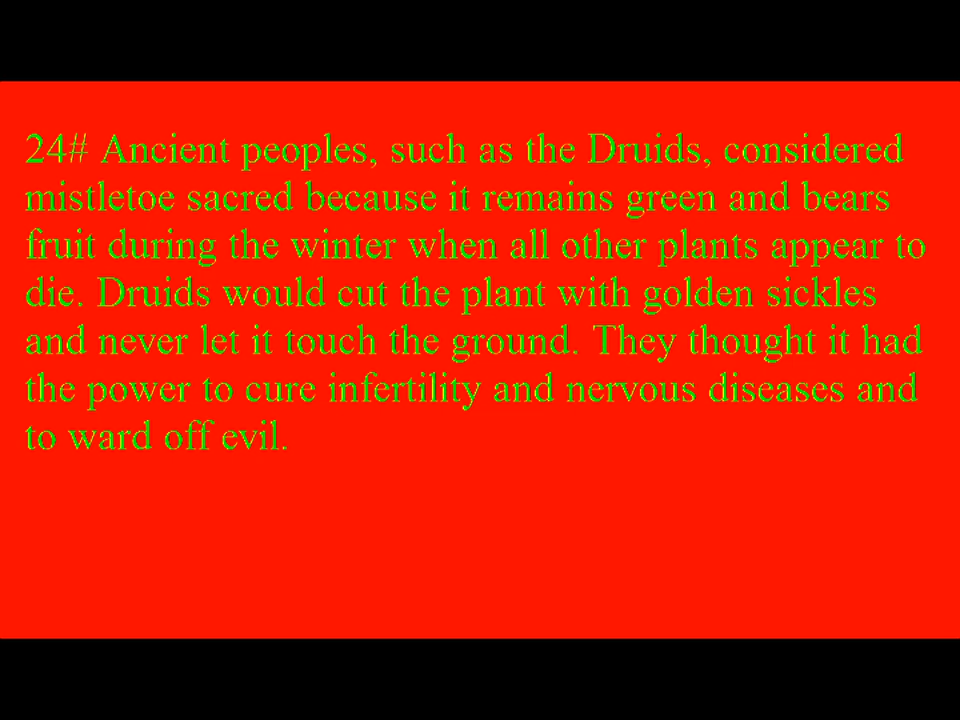 24# Ancient peoples, such as the Druids, considered
mistletoe sacred because it remains green and bears
fruit during the winter when all other plants appear to
die. Druids would cut the plant with golden sickles
and never let it touch the ground. They thought it had
the power to cure infertility and nervous diseases and
to ward off evil.